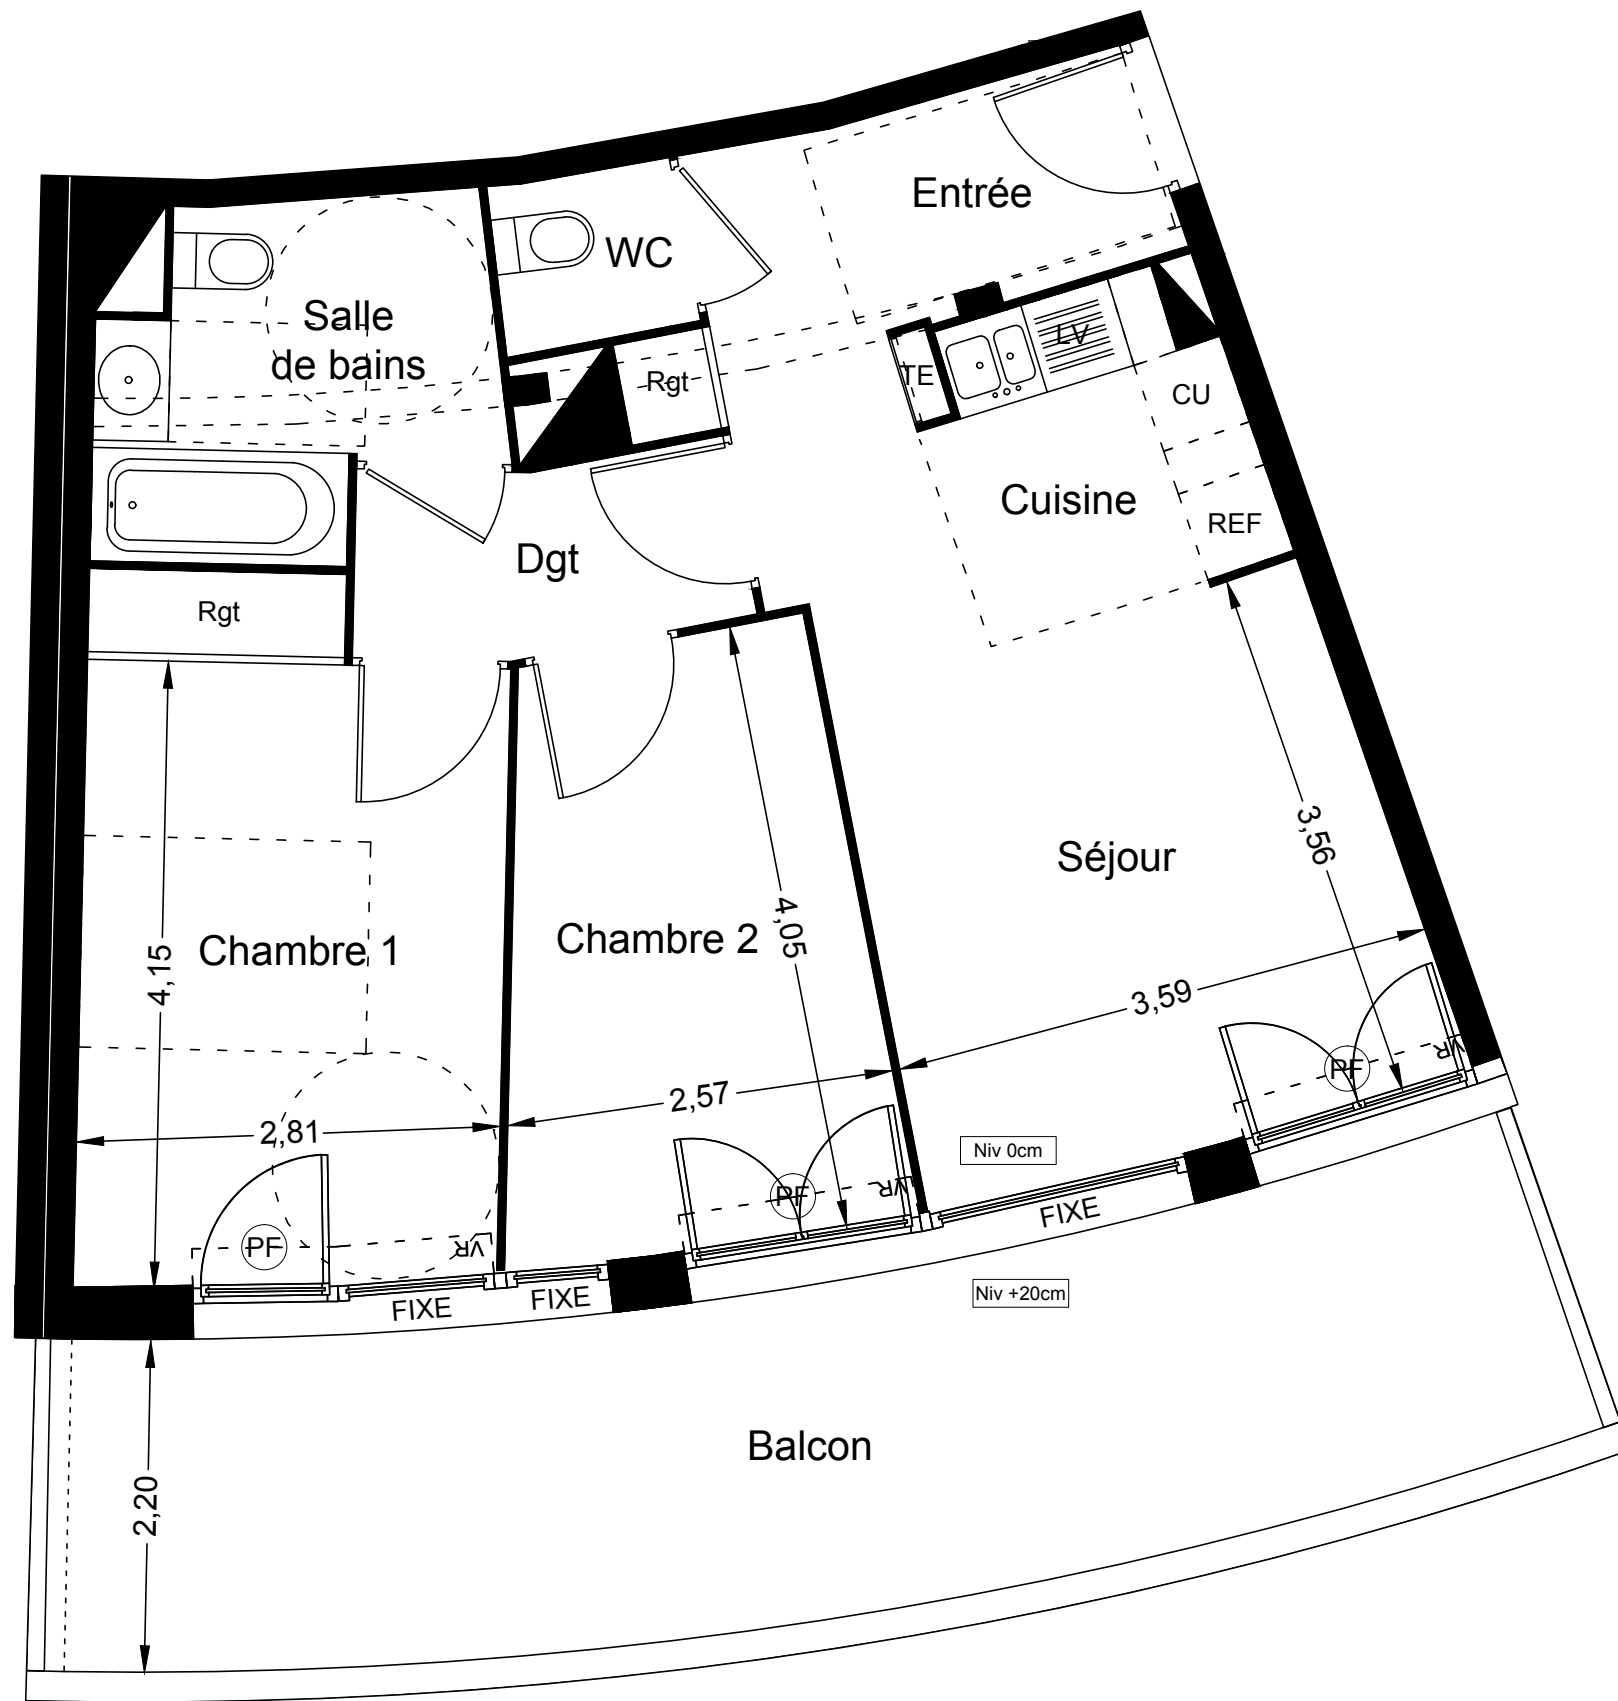 Entrée
WC
Salle
de bains
LV
TE
Rgt
CU
Cuisine
REF
Dgt
Rgt
3,56
Séjour
4,05
Chambre 2
Chambre 1
4,15
3,59
VR
PF
2,57
2,81
Niv 0cm
PF
VR
FIXE
PF
VR
FIXE
FIXE
Niv +20cm
Balcon
2,20